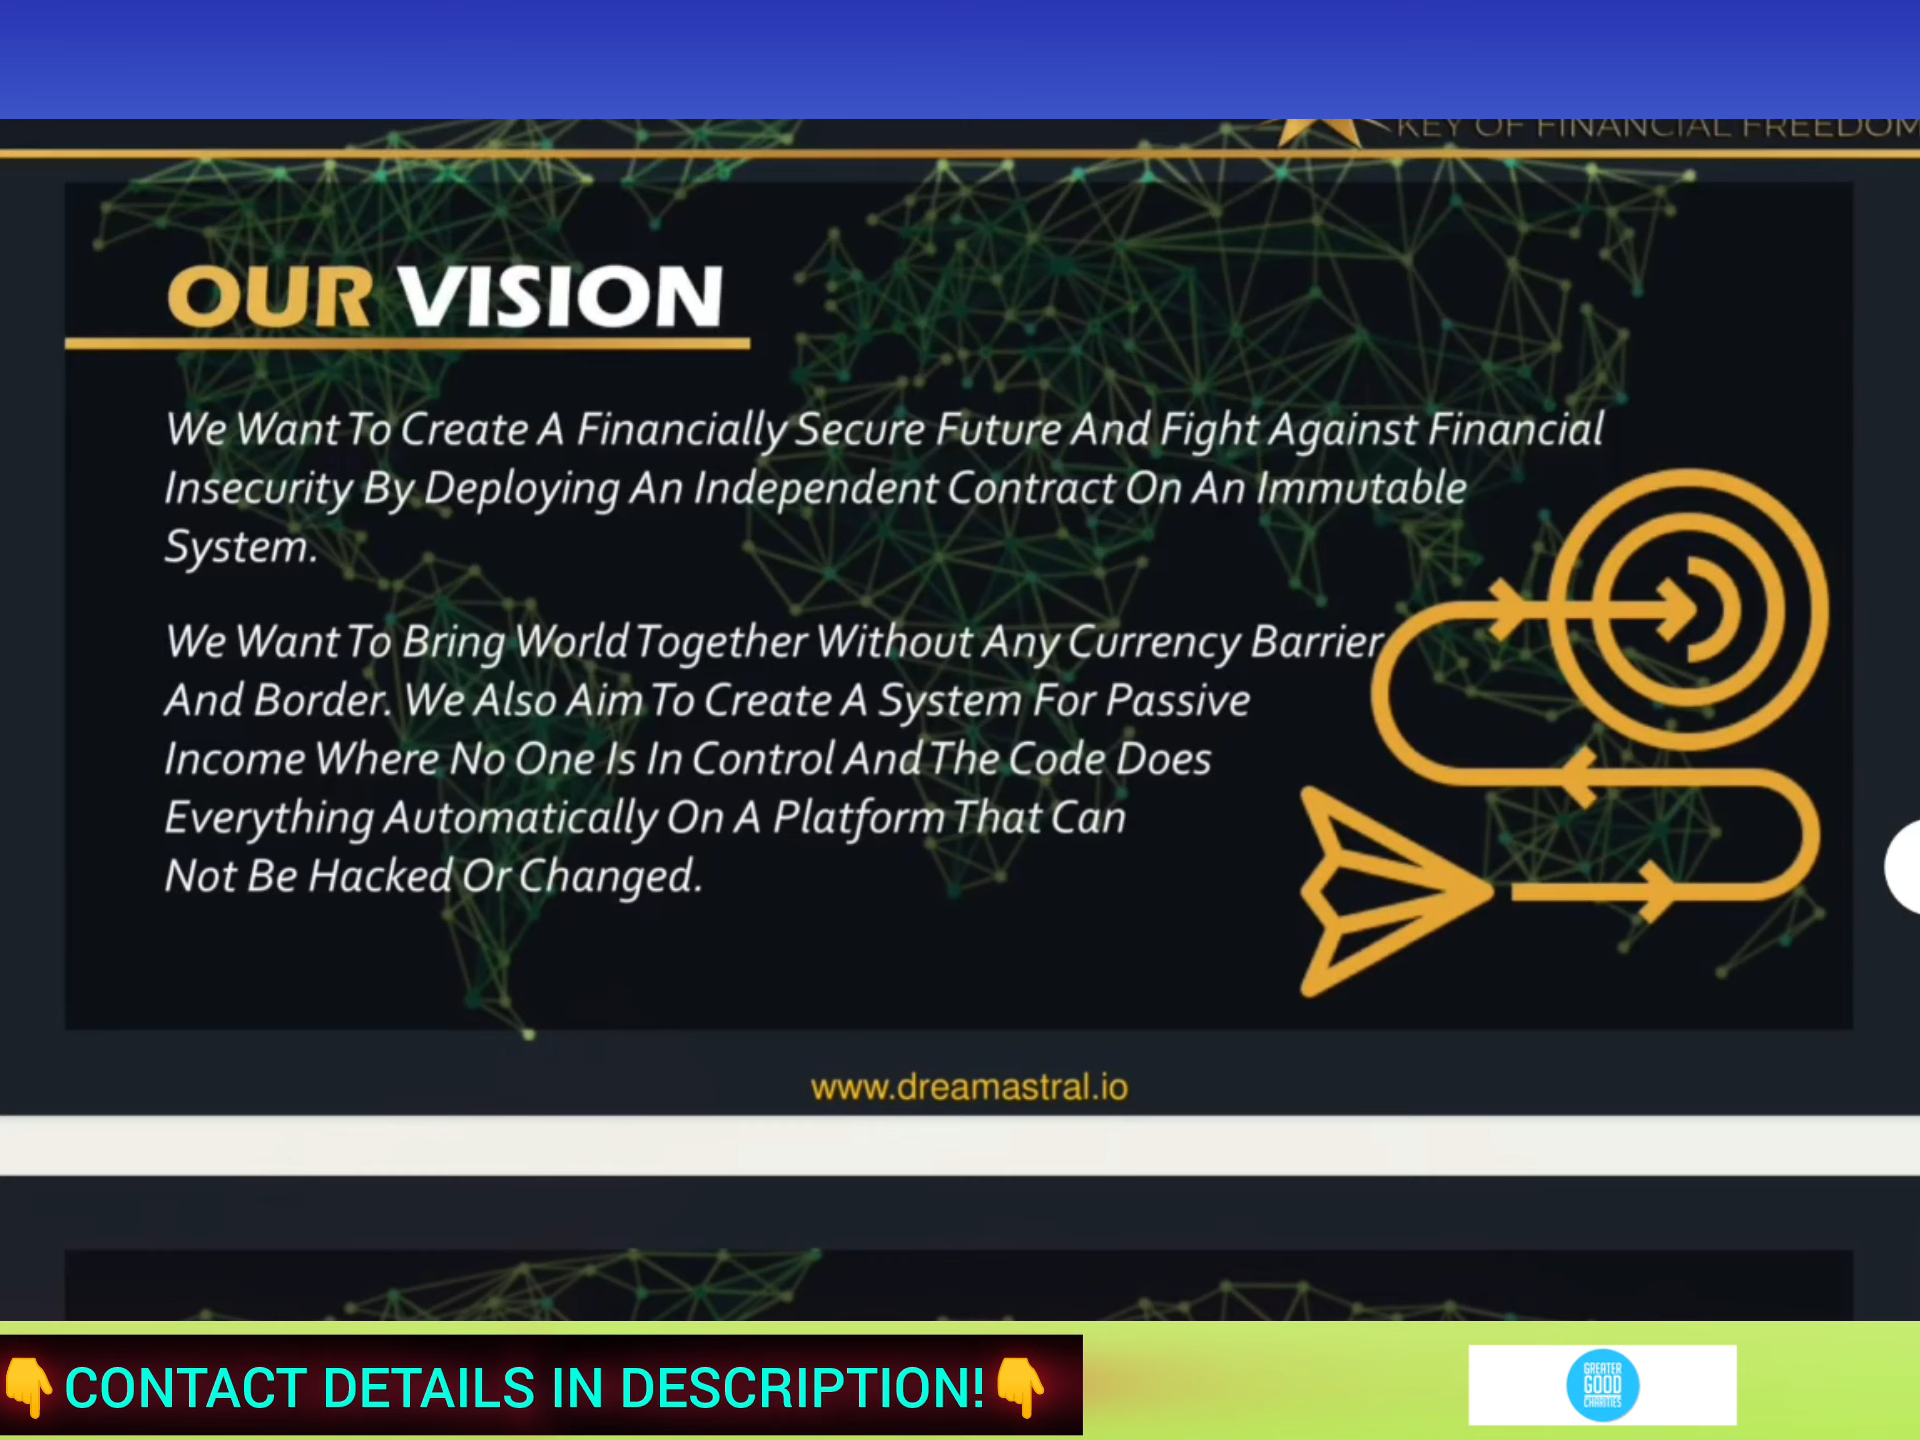 KEY OF FINANCIAL FREEDOM
OUR VISION
We Want To Create A Financially Secure Future And Fight Against Financial
Insecurity By Deploying An Independent Contract On An Immutable
System.
We Want To Bring World Together Without Any Currency Barrier
And Border. We Also Aim To Create A System For Passive
Income Where No One Is In Control And The Code Does
Everything Automatically On A Platform That Can
Not Be Hacked Or Changed.
www.dreamastral.io
👇CONTACT DETAILS IN DESCRIPTION!👇
GREATER
GOOD
CHARITIES